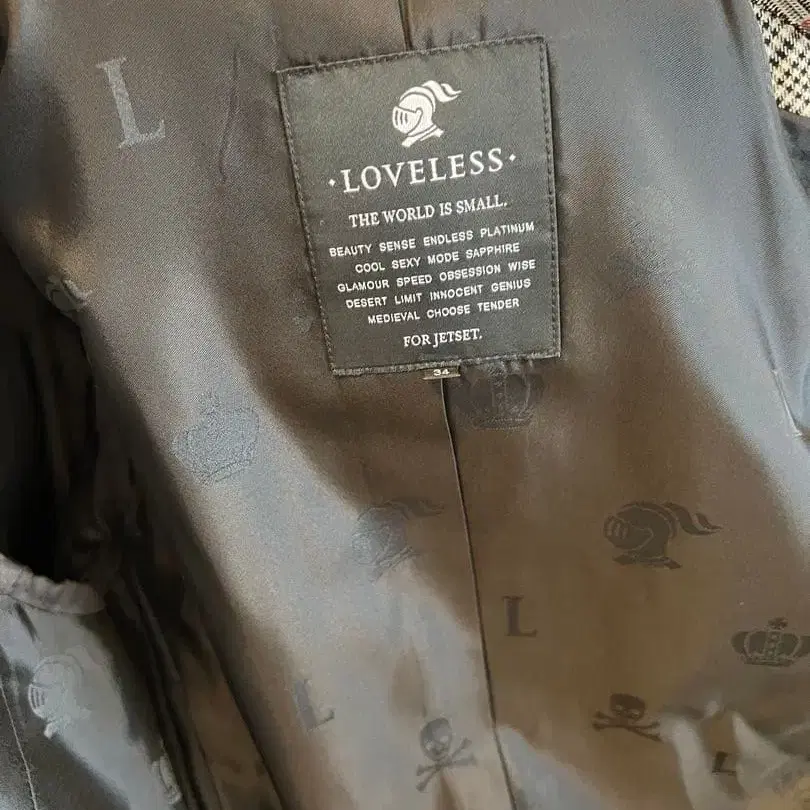 L
·LOVELESS·
THE WORLD IS SMALL.
BEAUTY SENSE ENDLESS PLATINUM
COOL SEXY MODE SAPPHIRE
GLAMOUR SPEED OBSESSION WISE
DESERT LIMIT INNOCENT GENIUS
MEDIEVAL CHOOSE TENDER
FOR JETSET.
34
L
L
L